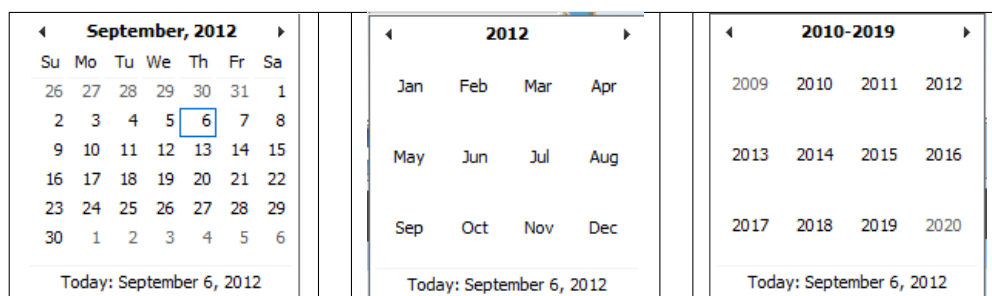 September, 2012
Su Mo Tu We Th Fr Sa
26 27 28 29 30 31 1
2 3 4 5 6 7 8
9 10 11 12 13 14 15
16 17 18 19 20 21 22
23 24 25 26 27 28 29
30 1 2 3 4 5 6
Today: September 6, 2012
2012
Jan Feb Mar Apr
May Jun Jul Aug
Sep Oct Nov Dec
Today: September 6, 2012
2010-2019
2009 2010 2011 2012
2013 2014 2015 2016
2017 2018 2019 2020
Today: September 6, 2012